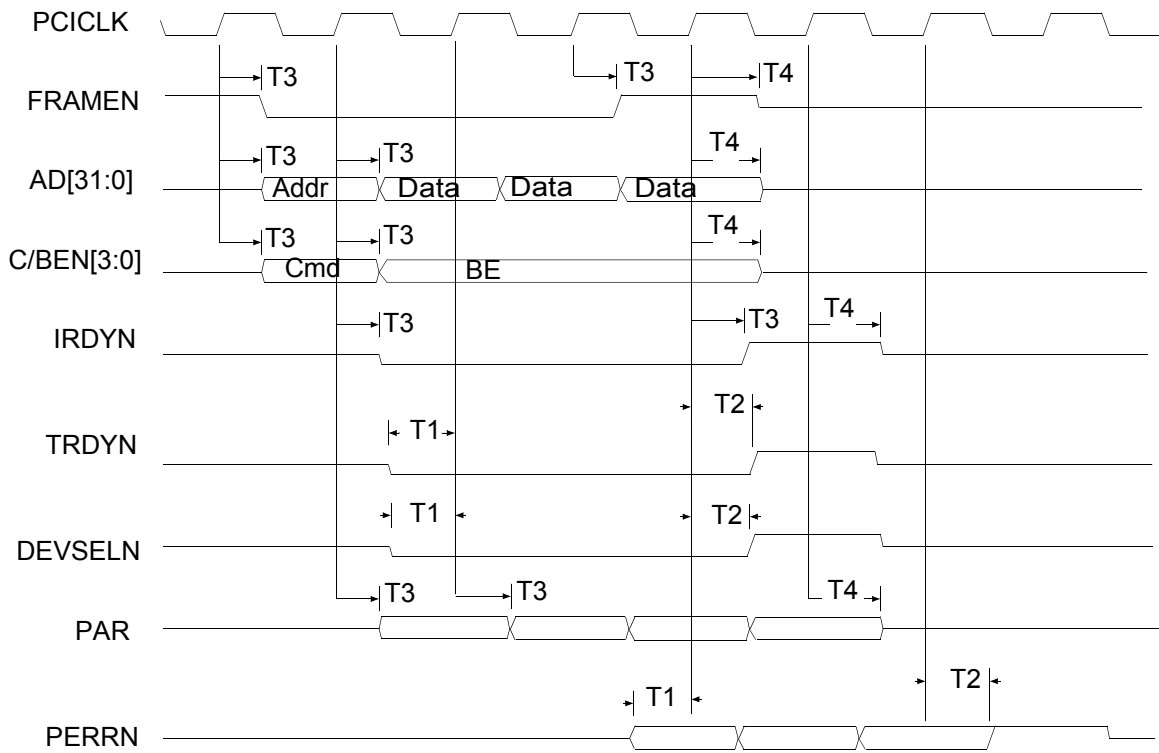 PCICLK
T3 T3 T4
FRAMEN
T3 T3 T4
AD[31:0]
Addr Data Data Data
T3 T3 T4
C/BEN[3:0]
Cmd BE
T3 T3 T4
IRDYN
T2
T1
TRDYN
T1 T2
DEVSELN
T3 T3 T4
PAR
T1 T2
PERRN